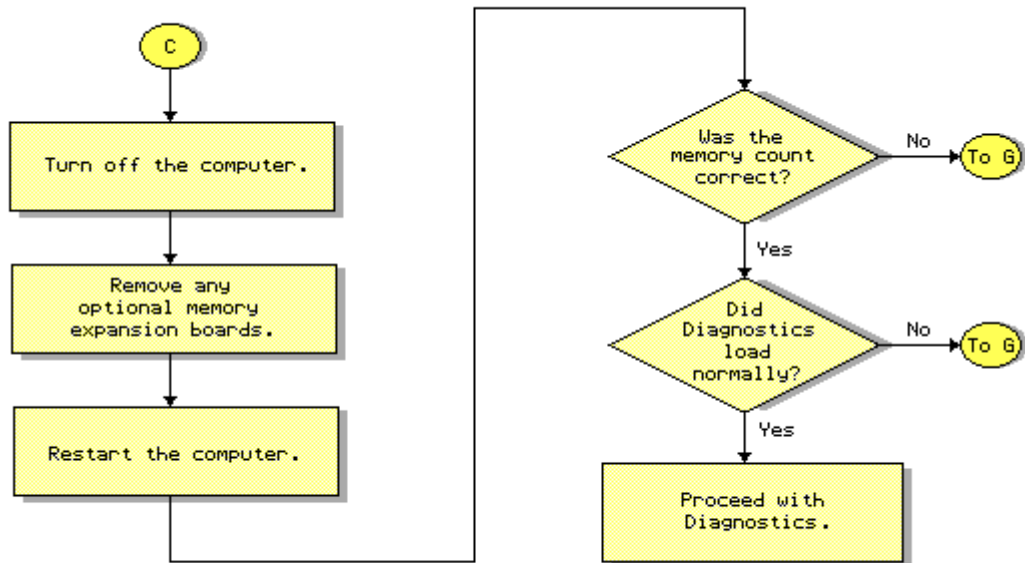 C
Turn off the computer.
Remove any
optional memory
expansion boards.
Restart the computer.
Was the
memory count
correct?
No
To G
Yes
Did
Diagnostics
load
normally?
No
To G
Yes
Proceed with
Diagnostics.